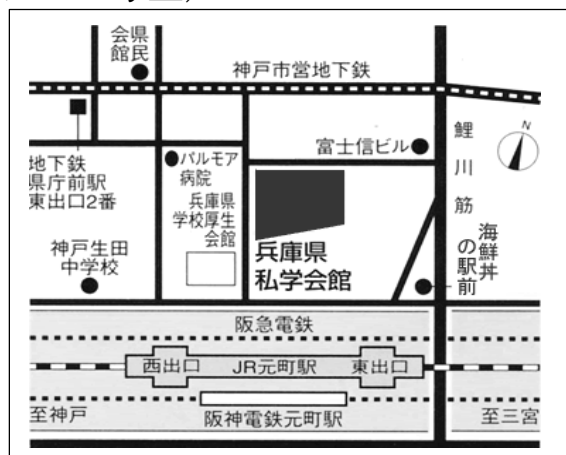 県民
会館
神戸市営地下鉄
N
鯉川筋
富士信ビル
パルモア
病院
地下鉄
県庁前駅
東出口2番
兵庫県
学校厚生
会館
兵庫県
私学会館
神戸生田
中学校
海鮮丼
の駅前
阪急電鉄
西出口
JR元町駅
東出口
至神戸
阪神電鉄元町駅
至三宮